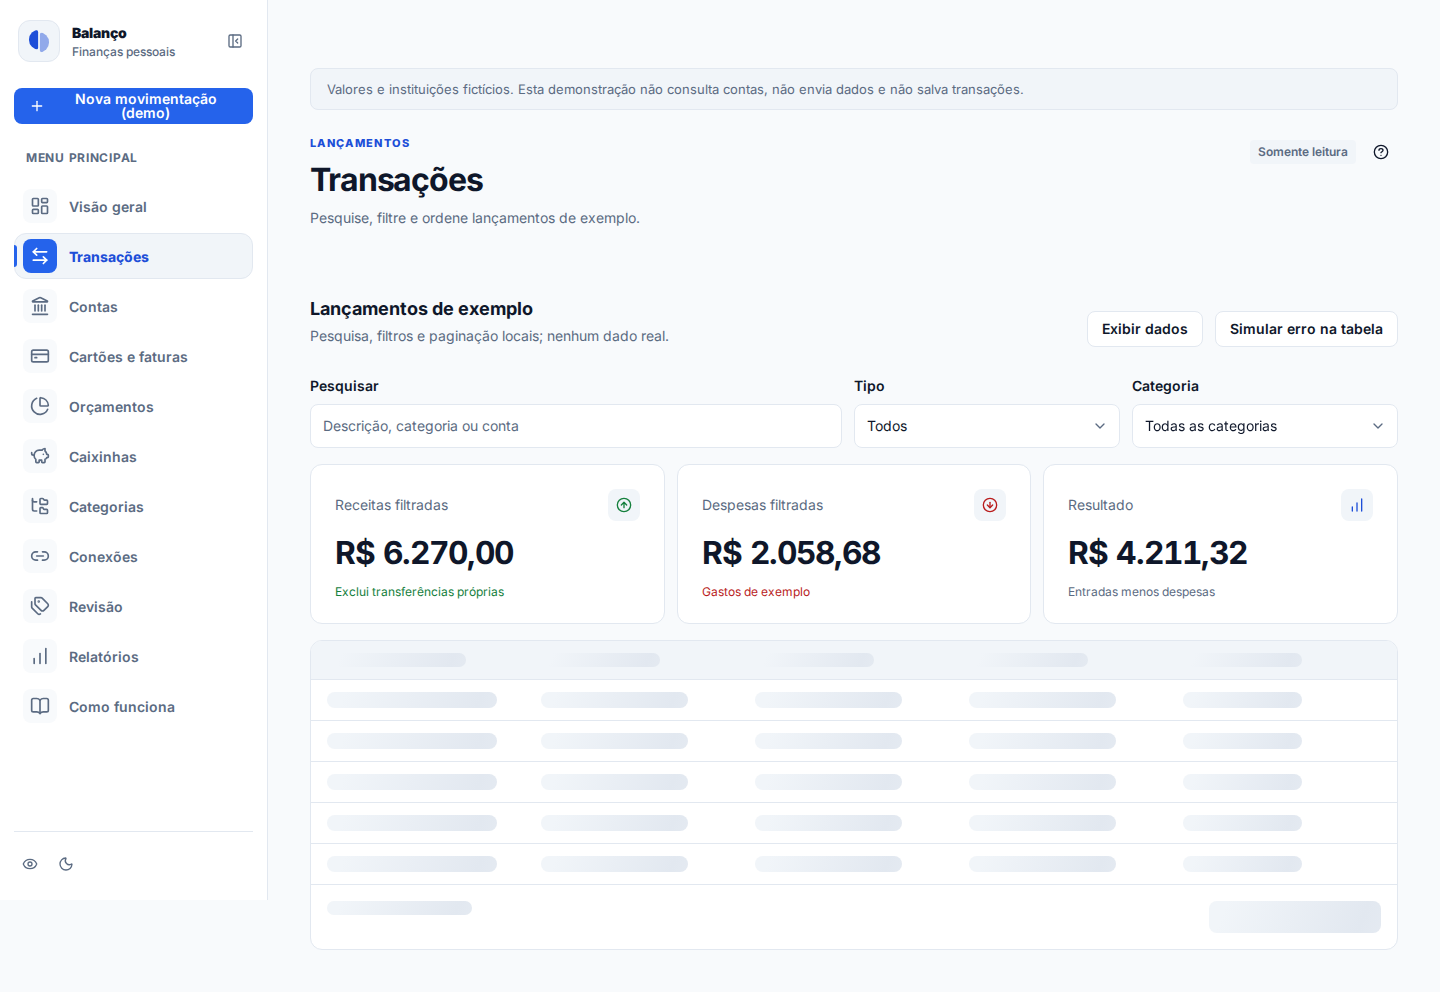 Balanço
Finanças pessoais
Nova movimentação
(demo)
MENU PRINCIPAL
Visão geral
Transações
Contas
Cartões e faturas
Orçamentos
Caixinhas
Categorias
Conexões
Revisão
Relatórios
Como funciona
Valores e instituições fictícios. Esta demonstração não consulta contas, não envia dados e não salva transações.
LANÇAMENTOS
Somente leitura
Transações
Pesquise, filtre e ordene lançamentos de exemplo.
Lançamentos de exemplo
Pesquisa, filtros e paginação locais; nenhum dado real.
Exibir dados
Simular erro na tabela
Pesquisar
Tipo
Categoria
Descrição, categoria ou conta
Todos
Todas as categorias
Receitas filtradas
R$ 6.270,00
Exclui transferências próprias
Despesas filtradas
R$ 2.058,68
Gastos de exemplo
Resultado
R$ 4.211,32
Entradas menos despesas